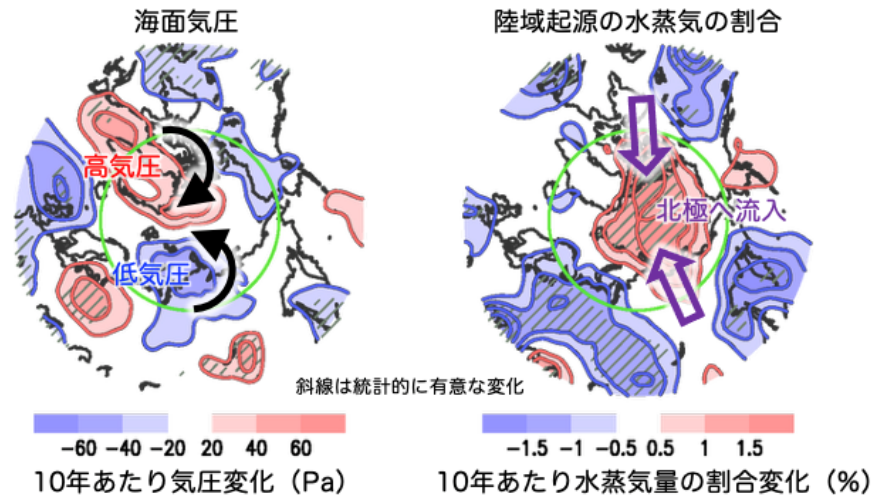 海面気圧
陸域起源の水蒸気の割合
高気圧
低気圧
北極へ流入
斜線は統計的に有意な変化
−60 −40 −20 20 40 60
−1.5 −1 −0.5 0.5 1 1.5
10年あたり気圧変化（Pa）
10年あたり水蒸気量の割合変化（%）